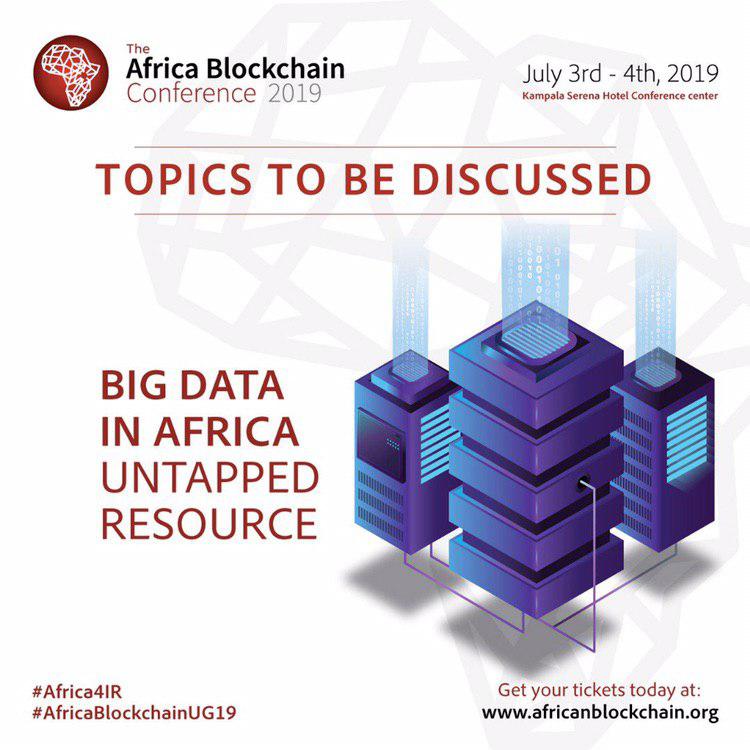 The
Africa Blockchain
Conference 2019
July 3rd - 4th, 2019
Kampala Serena Hotel Conference center
TOPICS TO BE DISCUSSED
BIG DATA
IN AFRICA
UNTAPPED
RESOURCE
#Africa4IR
#AfricaBlockchainUG19
Get your tickets today at:
www.africanblockchain.org